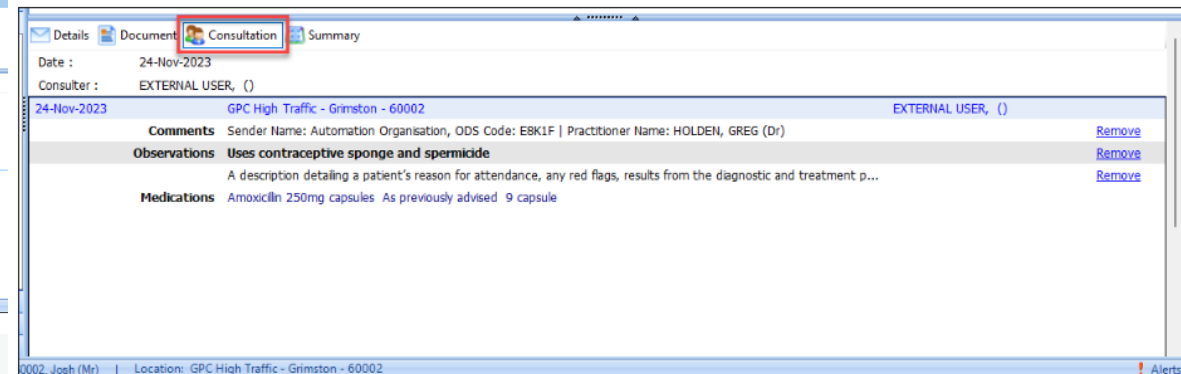 Details Document Consultation Summary
Date : 24-Nov-2023
Consulter : EXTERNAL USER, ()
24-Nov-2023 GPC High Traffic - Grimston - 60002 EXTERNAL USER, ()
Comments Sender Name: Automation Organisation, ODS Code: E8K1F | Practitioner Name: HOLDEN, GREG (Dr) Remove
Observations Uses contraceptive sponge and spermicide Remove
A description detailing a patient's reason for attendance, any red flags, results from the diagnostic and treatment p... Remove
Medications Amoxicillin 250mg capsules As previously advised 9 capsule
0002, Josh (Mr) | Location: GPC High Traffic - Grimston - 60002 Alerts